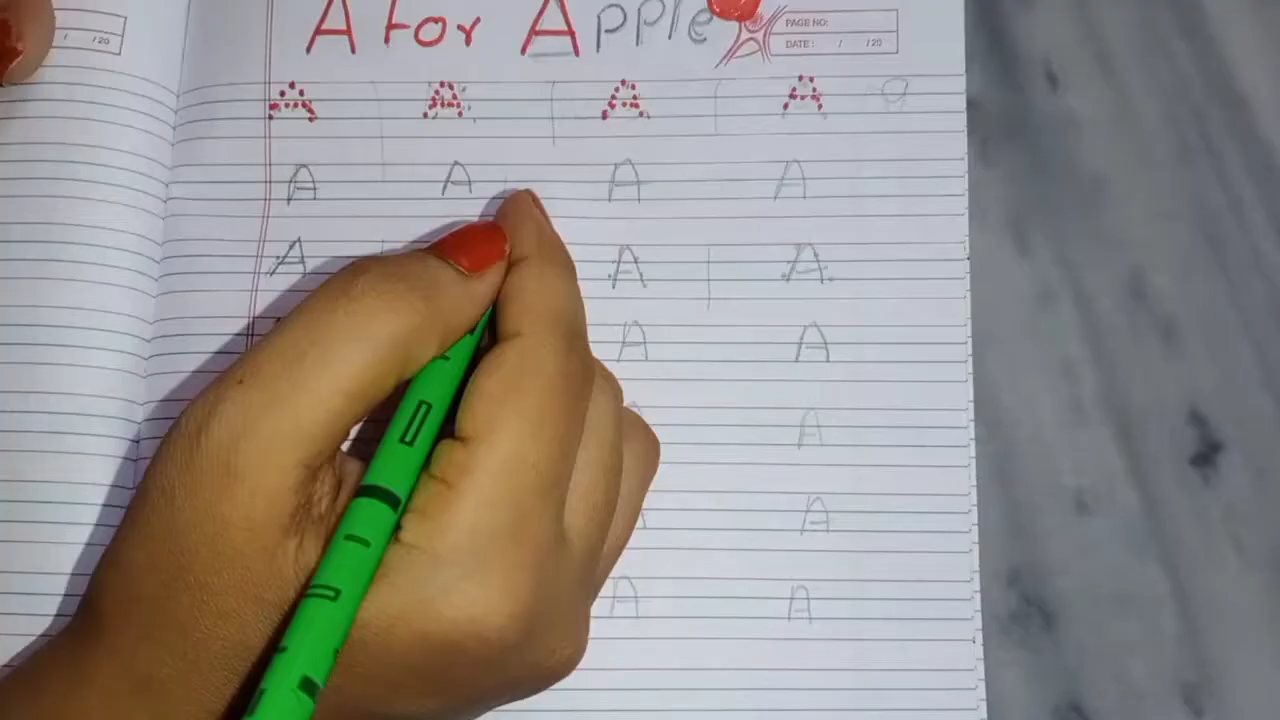 A for Apple
PAGE NO:
/ /20
DATE: / /20
A A A A
A A A A
A A A
A A
A
A
A A